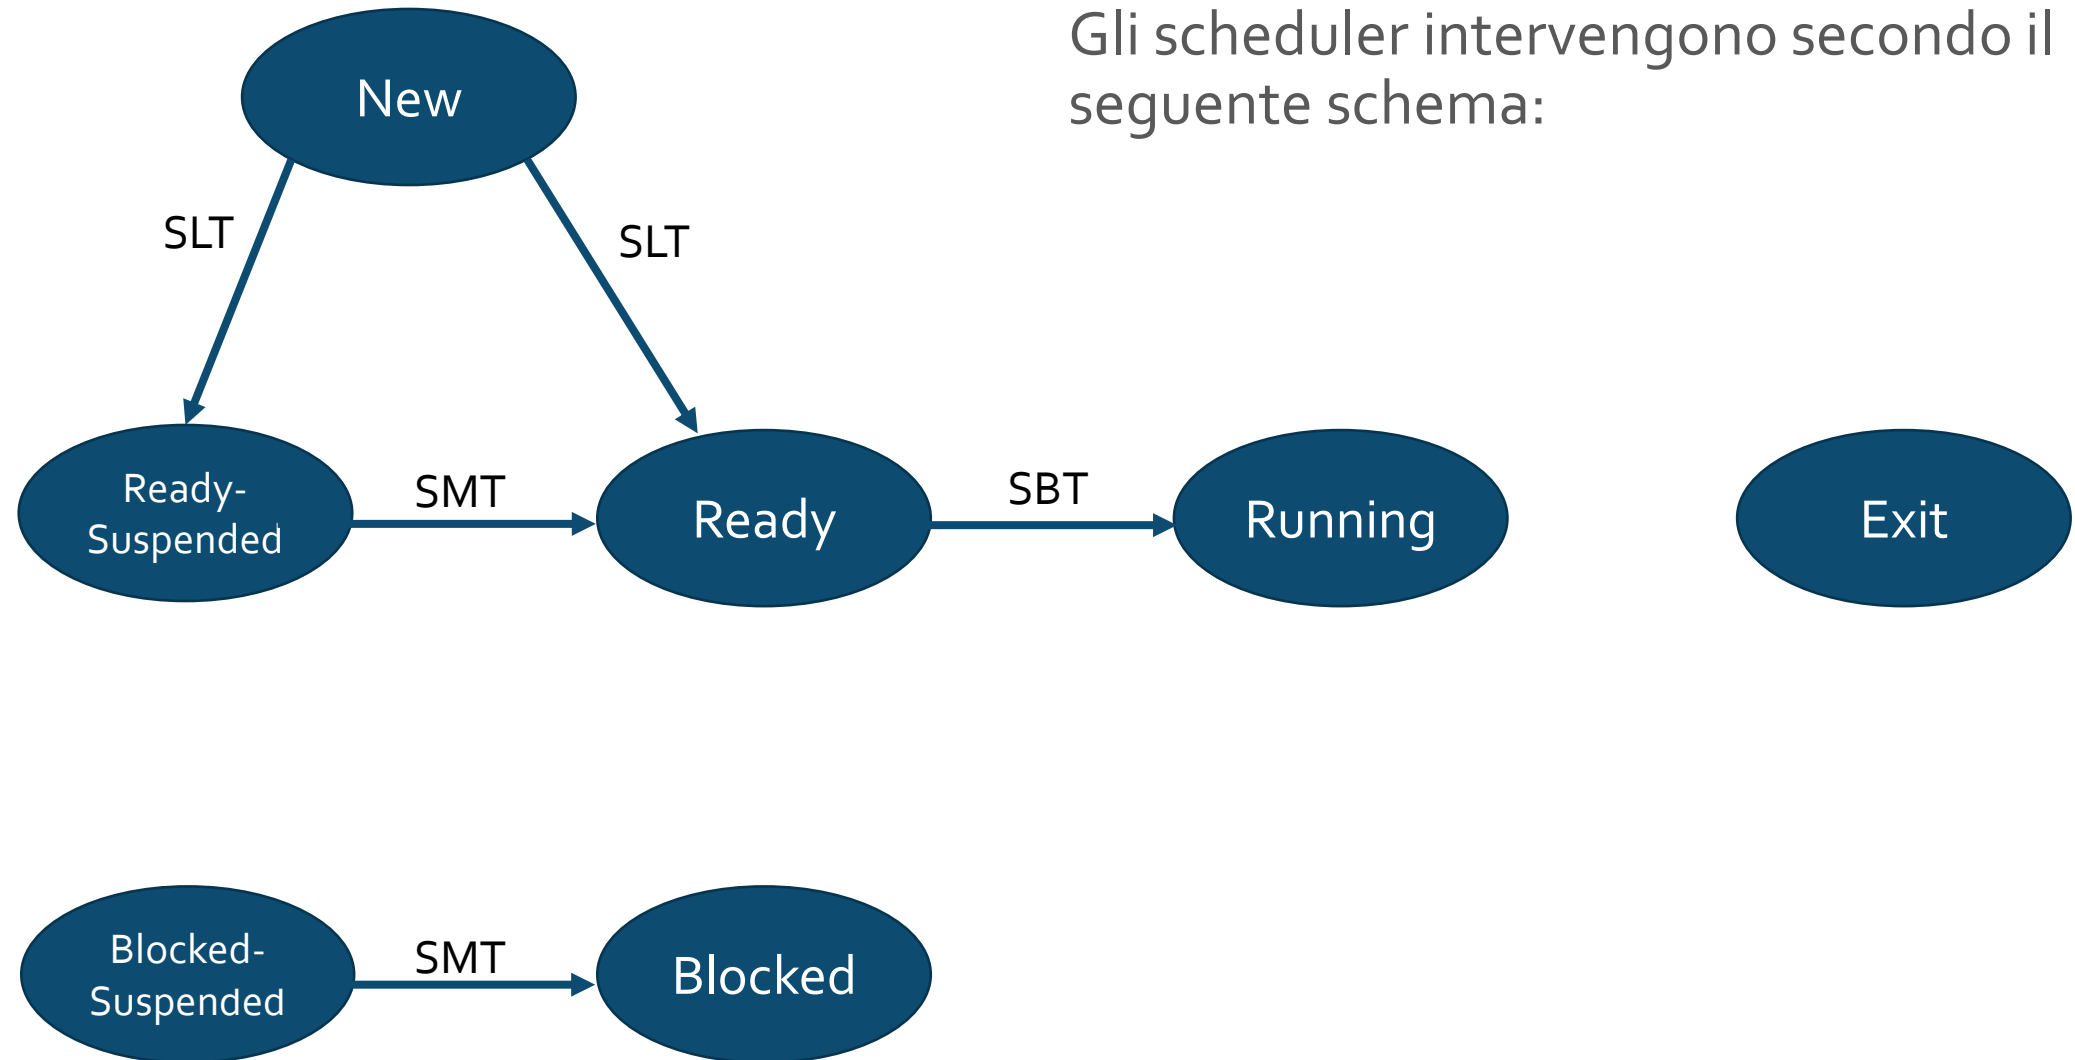 Gli scheduler intervengono secondo il
seguente schema:
New
SLT
SLT
Ready-
Suspended
SMT
Ready
SBT
Running
Exit
Blocked-
Suspended
SMT
Blocked